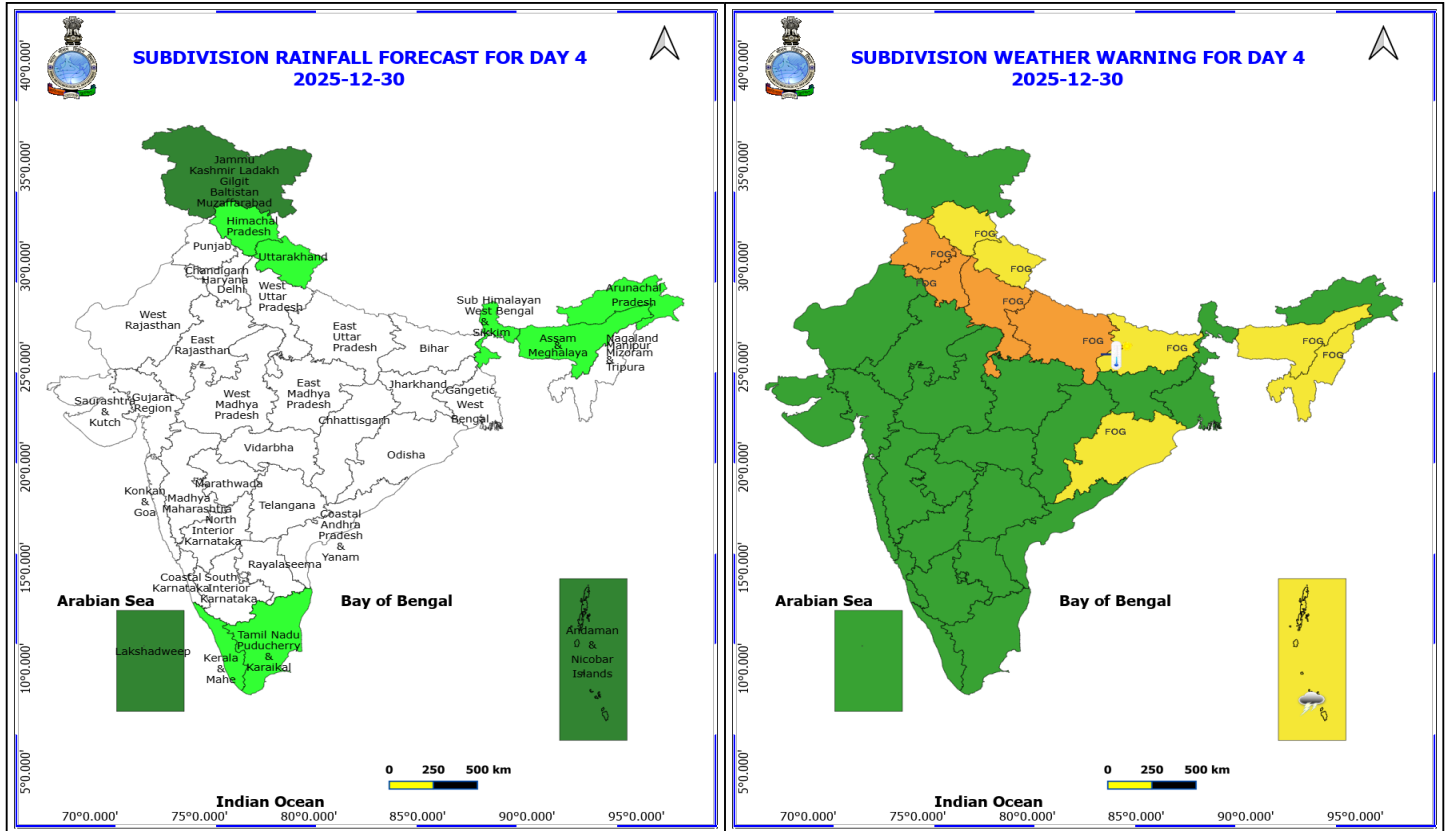 SUBDIVISION RAINFALL FORECAST FOR DAY 4
2025-12-30
40°0.000'
35°0.000'
30°0.000'
25°0.000'
20°0.000'
15°0.000'
10°0.000'
5°0.000'
Jammu
Kashmir Ladakh
Gilgit
Baltistan
Muzaffarabad
Himachal
Pradesh
Punjab
Uttarakhand
Chandigarh
Haryana
Delhi
West
Uttar
Pradesh
West
Rajasthan
East
Rajasthan
East
Uttar
Pradesh
Bihar
Sub Himalayan
West Bengal
&
Sikkim
Arunachal
Pradesh
Assam
&
Meghalaya
Nagaland
Manipur
Mizoram
&
Tripura
Saurashtra
&
Kutch
Gujarat
Region
West
Madhya
Pradesh
East
Madhya
Pradesh
Jharkhand
Gangetic
West
Bengal
Chhattisgarh
Vidarbha
Odisha
Konkan
&
Goa
Marathwada
Madhya
Maharashtra
Telangana
North
Interior
Karnataka
Coastal
Andhra
Pradesh
&
Yanam
Rayalaseema
Coastal
Karnataka
South
Interior
Karnataka
Arabian Sea
Bay of Bengal
Lakshadweep
Kerala
&
Mahe
Tamil Nadu
Puducherry
&
Karaikal
Andaman
&
Nicobar
Islands
0 250 500 km
Indian Ocean
70°0.000' 75°0.000' 80°0.000' 85°0.000' 90°0.000' 95°0.000'
SUBDIVISION WEATHER WARNING FOR DAY 4
2025-12-30
40°0.000'
35°0.000'
30°0.000'
25°0.000'
20°0.000'
15°0.000'
10°0.000'
5°0.000'
FOG
FOG
FOG
FOG
FOG
FOG
FOG
FOG
FOG
FOG
Arabian Sea
Bay of Bengal
0 250 500 km
Indian Ocean
70°0.000' 75°0.000' 80°0.000' 85°0.000' 90°0.000' 95°0.000'